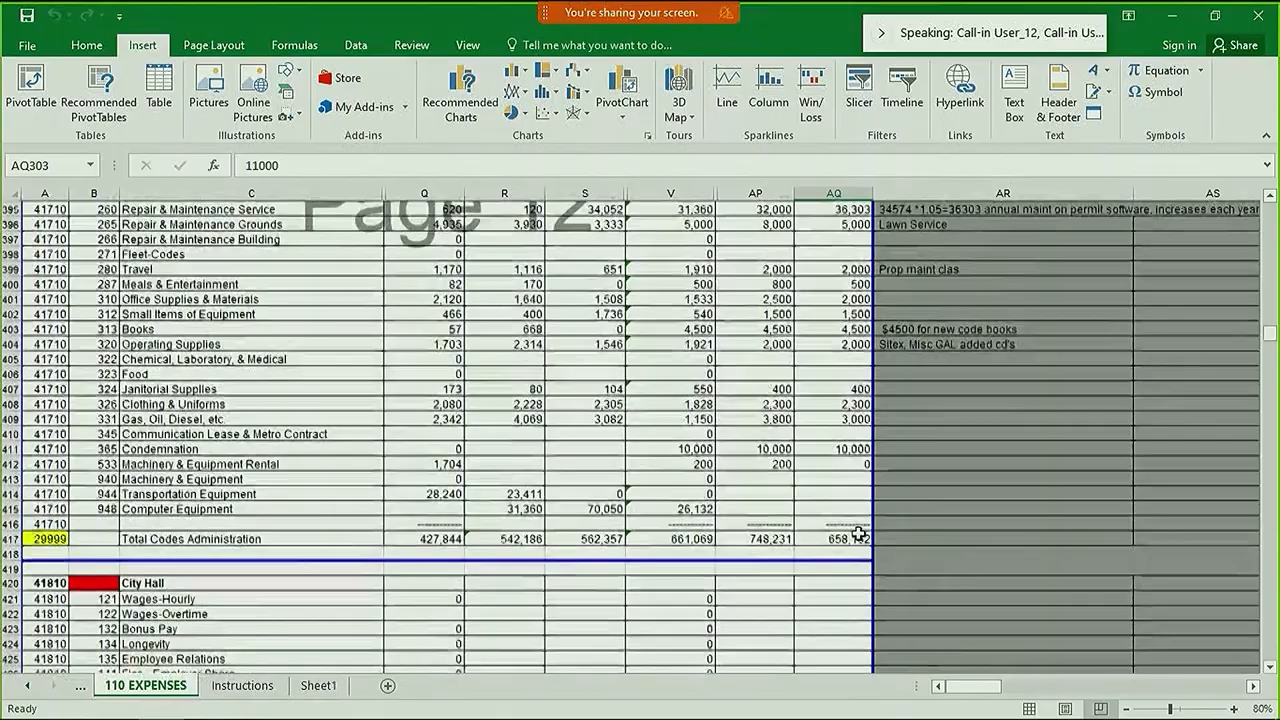 You're sharing your screen.
Speaking: Call-in User_12, Call-in Us...
File Home Insert Page Layout Formulas Data Review View Tell me what you want to do... Sign in Share
PivotTable Recommended PivotTables Table Pictures Online Pictures Store My Add-ins Recommended Charts PivotChart 3D Map Line Column Win/Loss Slicer Timeline Hyperlink Text Box Header & Footer Equation Symbol
Tables Illustrations Add-ins Charts Tours Sparklines Filters Links Text Symbols
AQ303 fx 11000
A B C Q R S V AP AQ AR AS
Page 12
395 41710 260 Repair & Maintenance Service 620 120 34,052 31,360 32,000 36,303 34574 *1.05=36303 annual maint on permit software, increases each year
396 41710 265 Repair & Maintenance Grounds 4,935 3,930 3,333 5,000 8,000 5,000 Lawn Service
397 41710 266 Repair & Maintenance Building 0 0
398 41710 271 Fleet-Codes 0 0
399 41710 280 Travel 1,170 1,116 651 1,910 2,000 2,000 Prop maint clas
400 41710 287 Meals & Entertainment 82 170 0 500 800 500
401 41710 310 Office Supplies & Materials 2,120 1,640 1,508 1,533 2,500 2,000
402 41710 312 Small Items of Equipment 466 400 1,736 540 1,500 1,500
403 41710 313 Books 57 668 0 4,500 4,500 4,500 $4500 for new code books
404 41710 320 Operating Supplies 1,703 2,314 1,546 1,921 2,000 2,000 Sitex, Misc GAL added cd's
405 41710 322 Chemical, Laboratory, & Medical 0 0
406 41710 323 Food 0 0
407 41710 324 Janitorial Supplies 173 80 104 550 400 400
408 41710 326 Clothing & Uniforms 2,080 2,228 2,305 1,828 2,300 2,300
409 41710 331 Gas, Oil, Diesel, etc. 2,342 4,069 3,082 1,150 3,800 3,000
410 41710 345 Communication Lease & Metro Contract 0
411 41710 365 Condemnation 0 10,000 10,000 10,000
412 41710 533 Machinery & Equipment Rental 1,704 200 200 0
413 41710 940 Machinery & Equipment 0 0
414 41710 944 Transportation Equipment 28,240 23,411 0 0
415 41710 948 Computer Equipment 31,360 70,050 26,132
416 41710
417 29999 Total Codes Administration 427,844 542,186 562,357 661,069 748,231
418
419
420 41810 City Hall
421 41810 121 Wages-Hourly 0 0
422 41810 122 Wages-Overtime 0
423 41810 132 Bonus Pay 0 0
424 41810 134 Longevity 0 0
425 41810 135 Employee Relations 0 0
... 110 EXPENSES Instructions Sheet1
Ready 80%